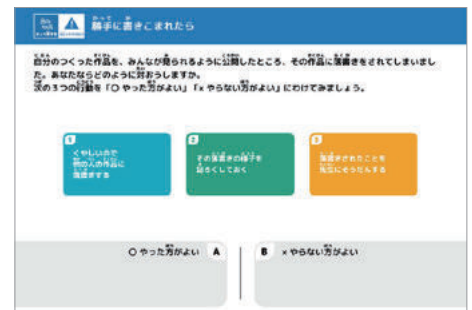 勝手に書きこまれたら
自分のつくった作品を、みんなが見られるように公開したところ、その作品に落書きをされてしまいまし
た。あなたならどのように対おうしますか。
次の3つの行動を「○ やった方がよい」「× やらない方がよい」にわけてみましょう。
1
くやしいので
他の人の作品に
落書きする
2
その落書きの様子を
記ろくしておく
3
落書きされたことを
先生にそうだんする
○ やった方がよい A
B × やらない方がよい